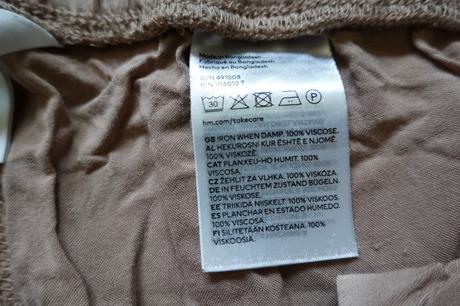 Made in Bangladesh
Fabriqué au Bangladesh
Hecho en Bangladesh
O/N 491008
P/N 1116010 7
30
P
hm.com/takecare
GB IRON WHEN DAMP. 100% VISCOSE.
AL HEKUROSNI KUR ËSHTË E NJOMË.
100% VISKOZË.
CAT PLANXEU-HO HUMIT. 100%
VISCOSA.
CZ ŽEHLIT ZA VLHKA. 100% VISKÓZA.
DE IN FEUCHTEM ZUSTAND BÜGELN.
100% VISKOSE.
EE TRIIKIDA NIISKELT. 100% VISKOOS.
ES PLANCHAR EN ESTADO HÚMEDO.
100% VISCOSA.
FI SILITETÄÄN KOSTEANA. 100%
VISKOOSIA.